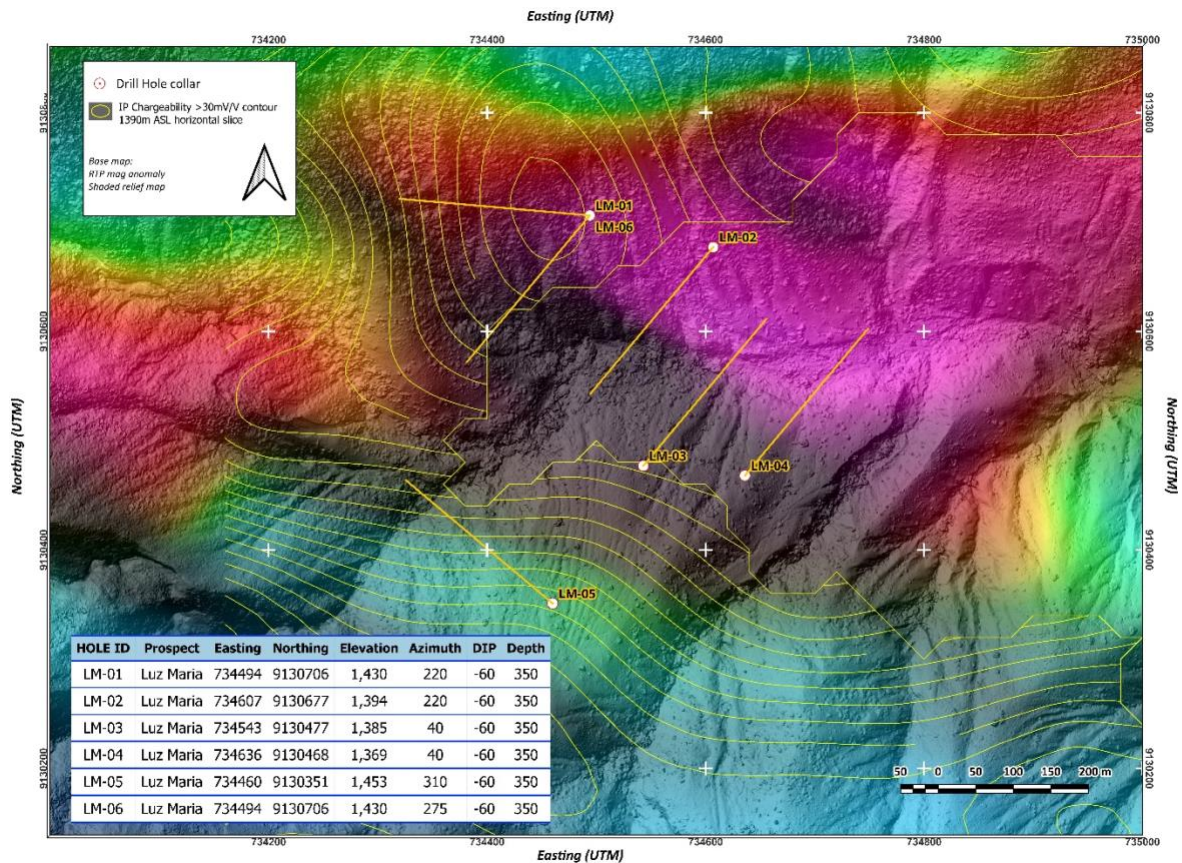 Easting (UTM)
734200 734400 734600 734800 735000
Drill Hole collar
IP Chargeability >30mV/V contour
1390m ASL horizontal slice
Base map:
RTP mag anomaly
Shaded relief map
9130800
LM-01
LM-06
LM-02
9130600
9130600
LM-03
LM-04
Northing (UTM)
Northing (UTM)
9130400
9130400
LM-05
HOLE ID Prospect Easting Northing Elevation Azimuth DIP Depth
LM-01 Luz Maria 734494 9130706 1,430 220 -60 350
LM-02 Luz Maria 734607 9130677 1,394 220 -60 350
LM-03 Luz Maria 734543 9130477 1,385 40 -60 350
LM-04 Luz Maria 734636 9130468 1,369 40 -60 350
LM-05 Luz Maria 734460 9130351 1,453 310 -60 350
LM-06 Luz Maria 734494 9130706 1,430 275 -60 350
9130200
9130200
50 0 50 100 150 200 m
734200 734400 734600 734800 735000
Easting (UTM)